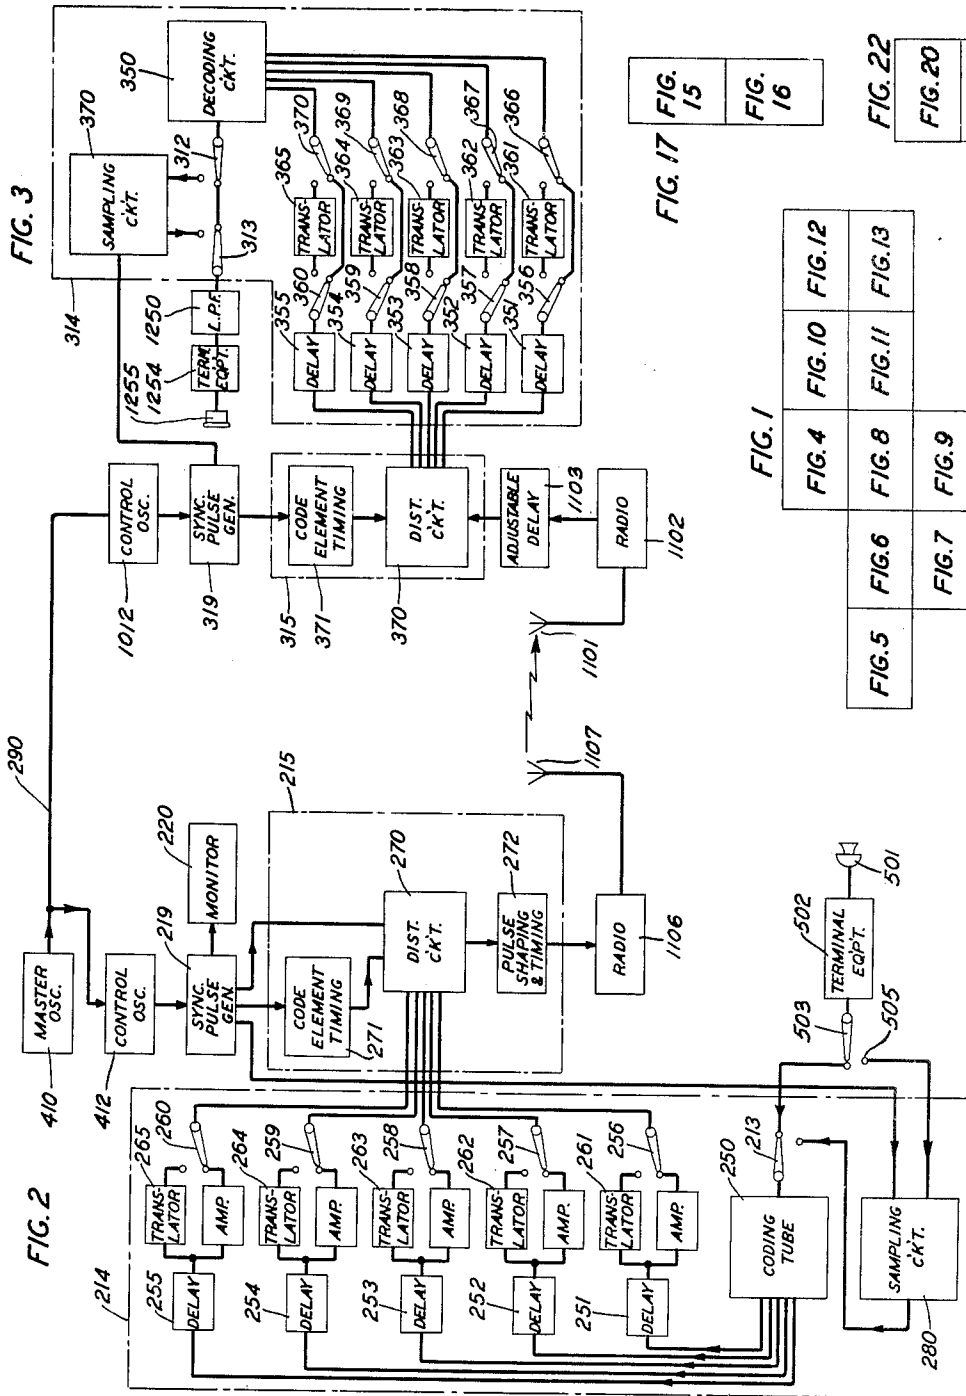 FIG. 3
370
SAMPLING
C'K'T.
350
DECODING
C'K'T.
312
313
314
1250
L.P.F.
1255
1254
TERM.
EQPT.
365
370
TRANS-
LATOR
355
360
DELAY
364
369
TRANS-
LATOR
354
359
DELAY
363
368
TRANS-
LATOR
353
358
DELAY
362
367
TRANS-
LATOR
352
357
DELAY
361
366
TRANS-
LATOR
351
356
DELAY
1012
CONTROL
OSC.
319
SYNC.
PULSE
GEN.
315
371
CODE
ELEMENT
TIMING
370
DIST.
C'K'T.
1103
ADJUSTABLE
DELAY
1102
RADIO
1101
290
1107
FIG. 2
410
MASTER
OSC.
412
CONTROL
OSC.
219
SYNC.
PULSE
GEN.
220
MONITOR
215
271
CODE
ELEMENT
TIMING
270
DIST.
C'K'T.
272
PULSE
SHAPING
& TIMING
1106
RADIO
214
265
TRANS-
LATOR
260
AMP.
255
DELAY
264
TRANS-
LATOR
259
AMP.
254
DELAY
263
TRANS-
LATOR
258
AMP.
253
DELAY
262
TRANS-
LATOR
257
AMP.
252
DELAY
261
TRANS-
LATOR
256
AMP.
251
DELAY
250
CODING
TUBE
213
280
SAMPLING
C'K'T.
503
505
502
TERMINAL
EQ'P'T.
501
FIG. 17
FIG.
15
FIG.
16
FIG. 22
FIG. 20
FIG. 1
FIG. 4
FIG. 10
FIG. 12
FIG. 5
FIG. 6
FIG. 8
FIG. 11
FIG. 13
FIG. 7
FIG. 9